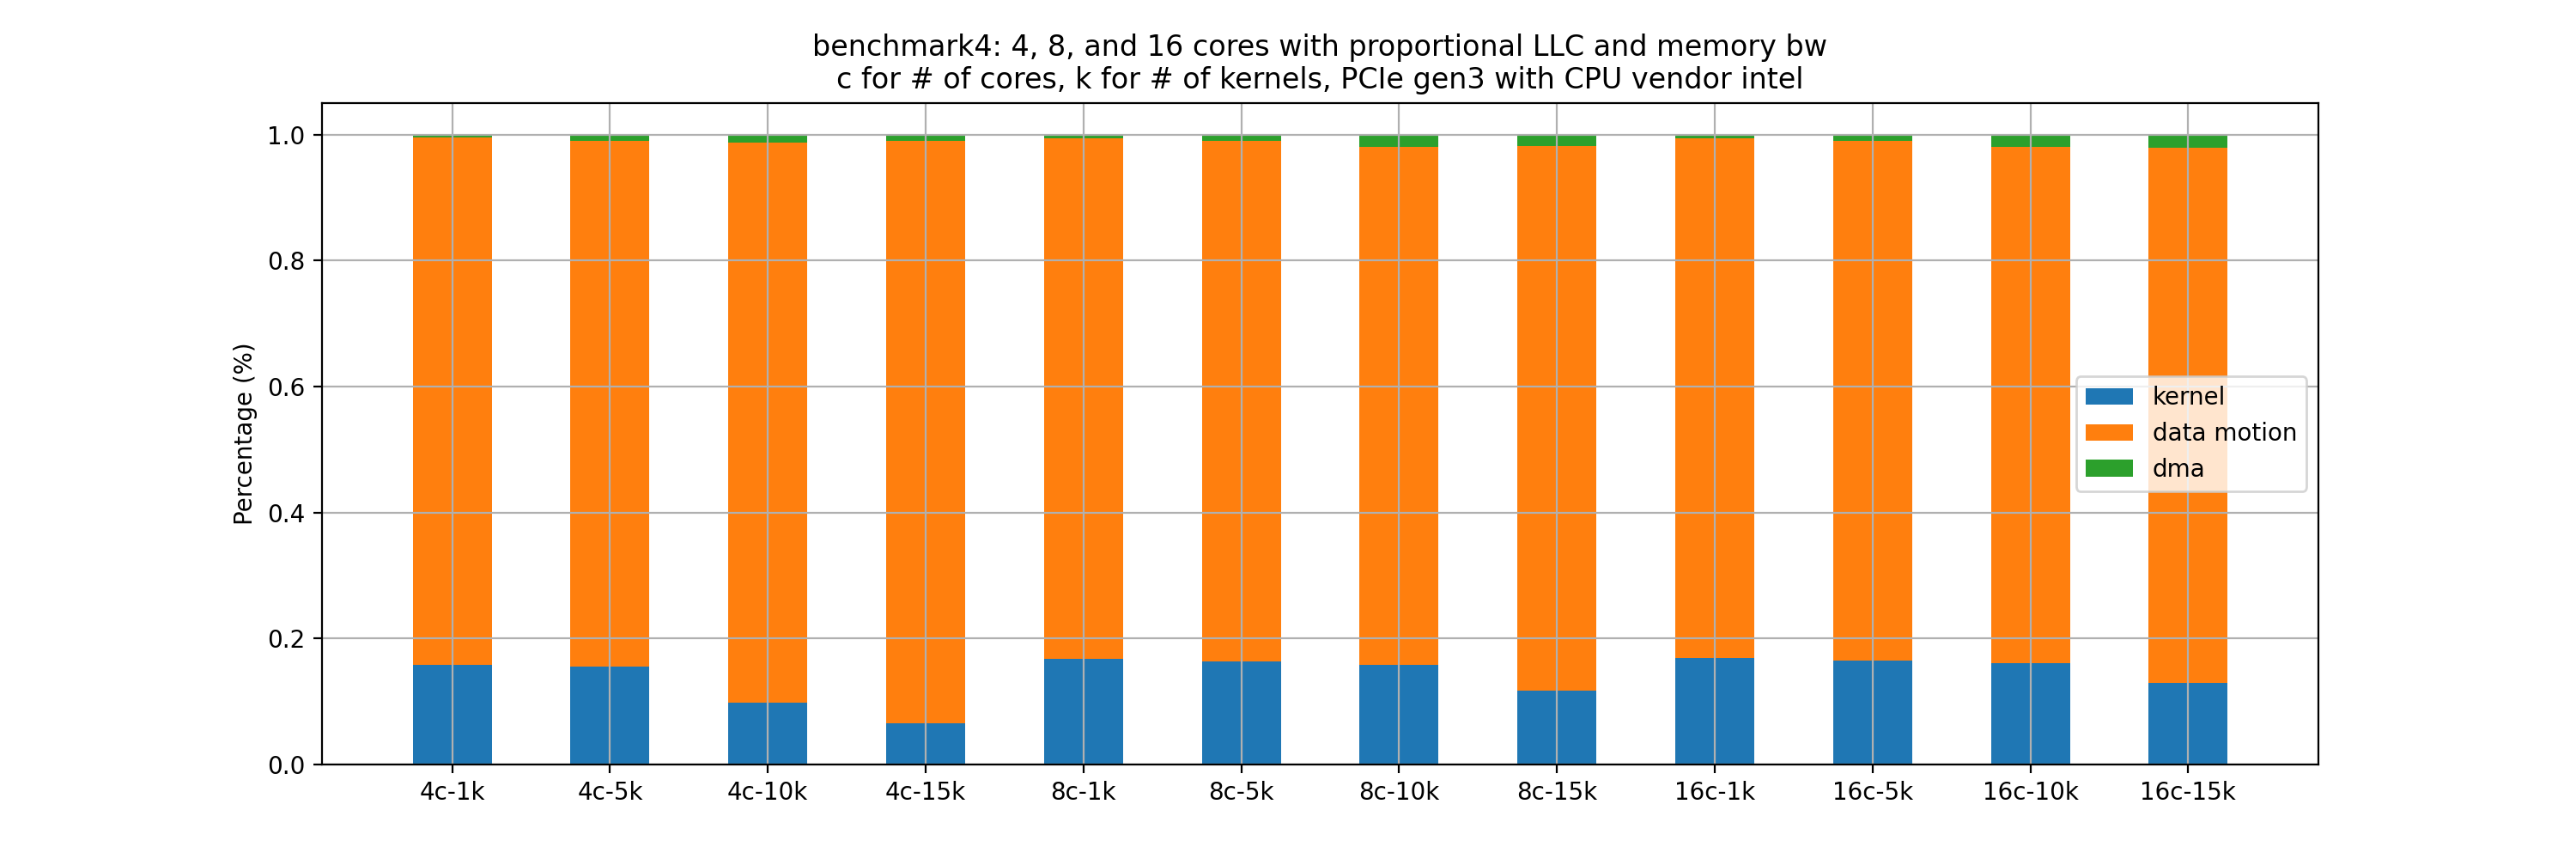 benchmark4: 4, 8, and 16 cores with proportional LLC and memory bw
c for # of cores, k for # of kernels, PCIe gen3 with CPU vendor intel
Percentage (%)
1.0
0.8
0.6
0.4
0.2
0.0
kernel
data motion
dma
4c-1k 4c-5k 4c-10k 4c-15k 8c-1k 8c-5k 8c-10k 8c-15k 16c-1k 16c-5k 16c-10k 16c-15k